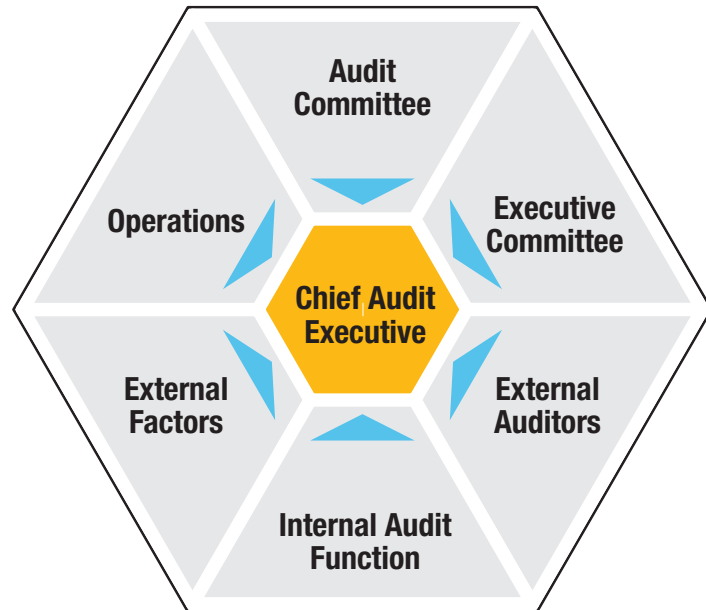 Audit
Committee
Operations
Executive
Committee
Chief Audit
Executive
External
Factors
External
Auditors
Internal Audit
Function